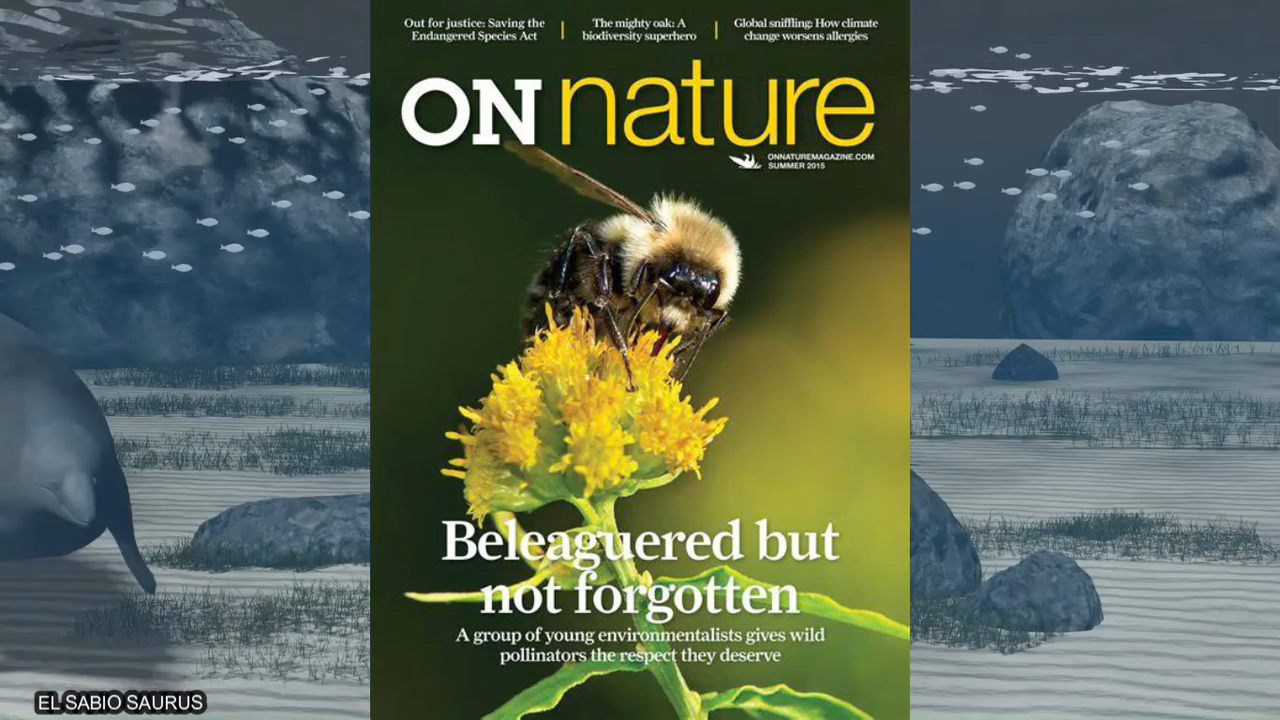 Out for justice: Saving the
Endangered Species Act
The mighty oak: A
biodiversity superhero
Global sniffling: How climate
change worsens allergies
ON nature
ONNATUREMAGAZINE.COM
SUMMER 2015
Beleaguered but
not forgotten
A group of young environmentalists gives wild
pollinators the respect they deserve
EL SABIO SAURUS